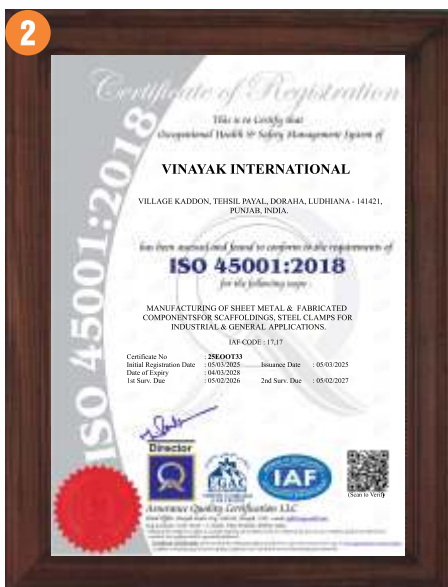 2
Certificate of Registration
This is to Certify that
Occupational Health & Safety Management System of
VINAYAK INTERNATIONAL
VILLAGE KADDON, TEHSIL PAYAL, DORAHA, LUDHIANA - 141421,
PUNJAB, INDIA.
has been assessed and found to conform to the requirements of
ISO 45001:2018
for the following scope :
MANUFACTURING OF SHEET METAL & FABRICATED
COMPONENTSFOR SCAFFOLDINGS, STEEL CLAMPS FOR
INDUSTRIAL & GENERAL APPLICATIONS.
IAF CODE : 17,17
Certificate No : 25EOOT33
Initial Registration Date : 05/03/2025 Issuance Date : 05/03/2025
Date of Expiry : 04/03/2028
1st Surv. Due : 05/02/2026 2nd Surv. Due : 05/02/2027
ISO 45001:2018
Director
EGAC
IAF
(Scan to Verify)
Assurance Quality Certification LLC